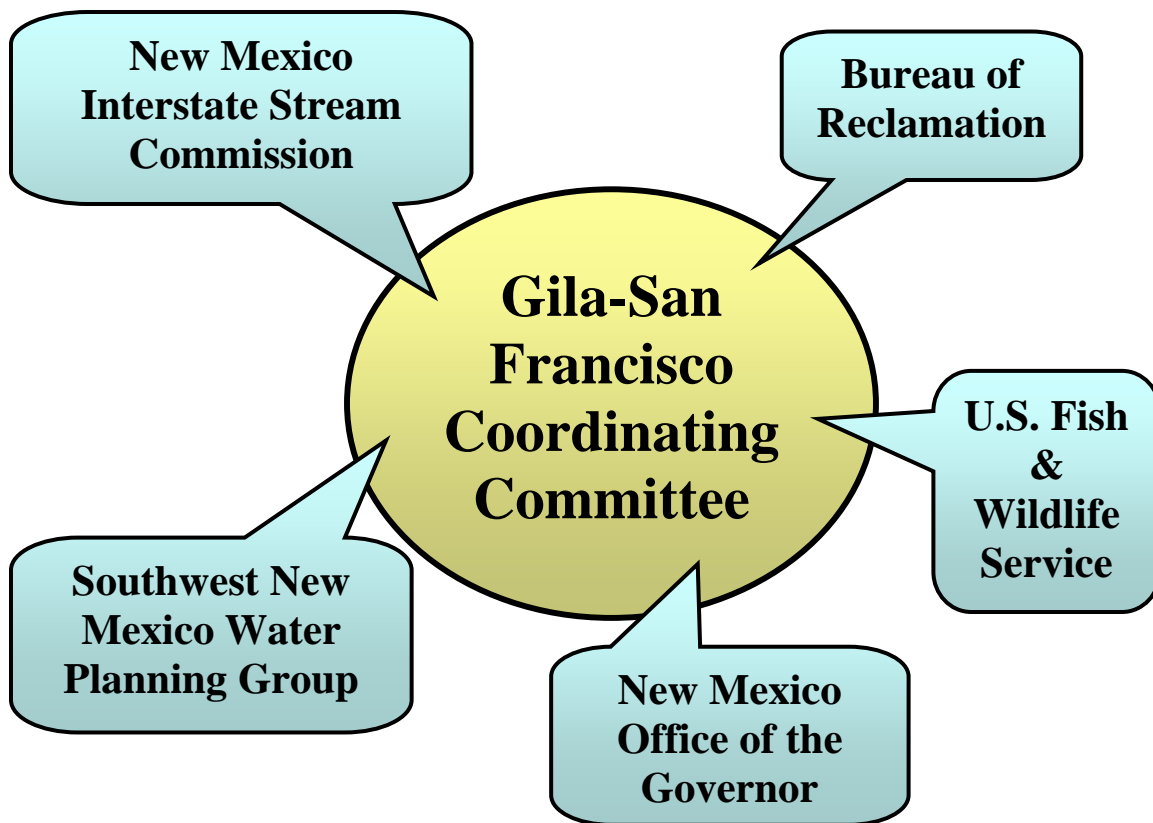 New Mexico
Interstate Stream
Commission
Bureau of
Reclamation
Gila-San
Francisco
Coordinating
Committee
U.S. Fish
&
Wildlife
Service
Southwest New
Mexico Water
Planning Group
New Mexico
Office of the
Governor